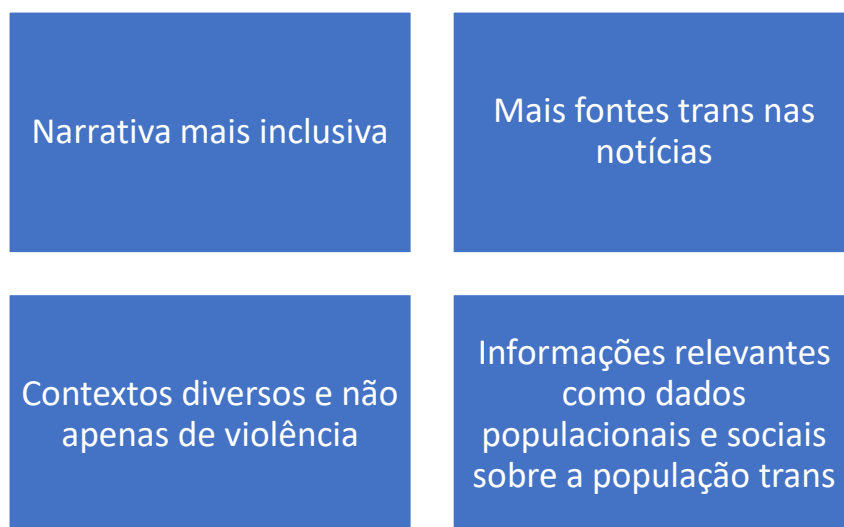 Narrativa mais inclusiva
Mais fontes trans nas
notícias
Contextos diversos e não
apenas de violência
Informações relevantes
como dados
populacionais e sociais
sobre a população trans